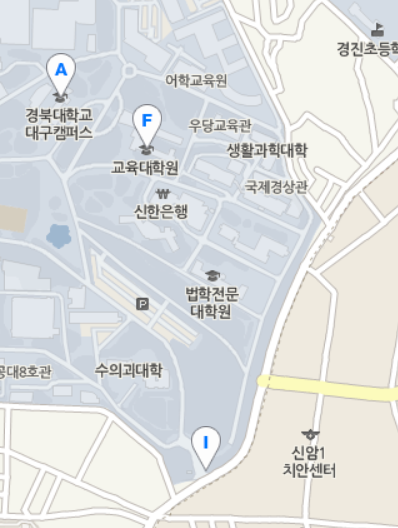 A
경북대학교
대구캠퍼스
F
교육대학원
어학교육원
우당교육관
생활과학대학
국제경상관
₩
신한은행
경진초등학
법학전문
대학원
P
수의과대학
공대8호관
I
신암1
치안센터